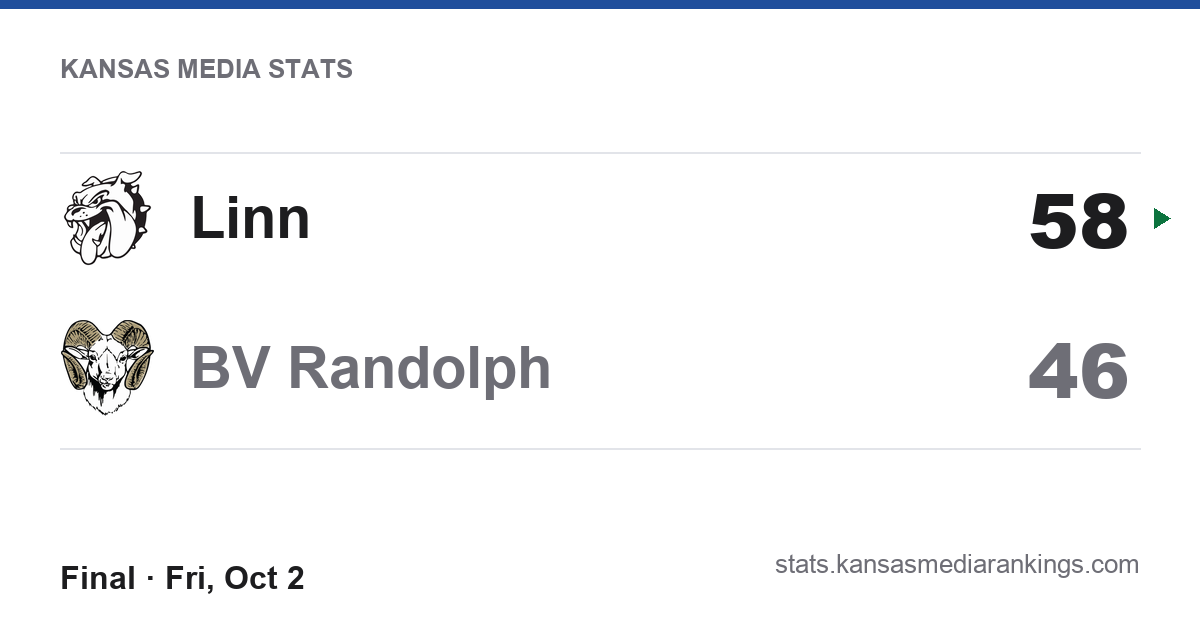 KANSAS MEDIA STATS
Linn 58
BV Randolph 46
Final · Fri, Oct 2
stats.kansasmediarankings.com